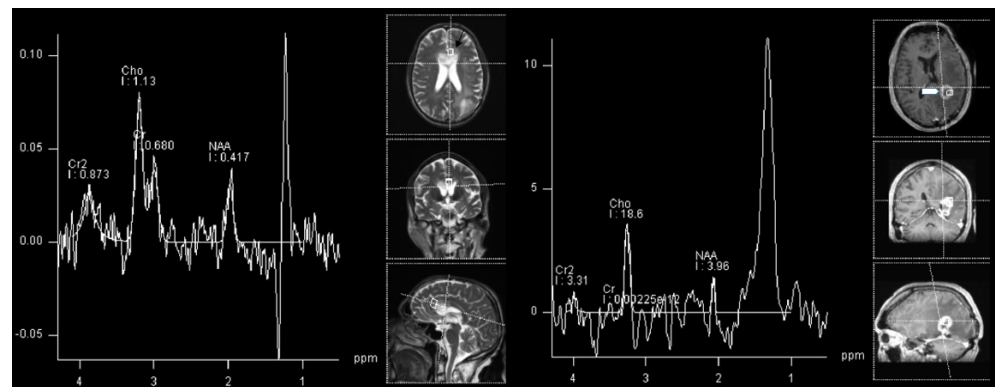 0.10
Cho
I : 1.13
0.05
Cr
I : 0.680
NAA
I : 0.417
Cr2
I : 0.873
0.00
-0.05
ppm
4 3 2 1
10
5
Cho
I : 18.6
NAA
I : 3.96
Cr2
I : 3.31
Cr
I : 0.00225e-12
0
ppm
4 3 2 1